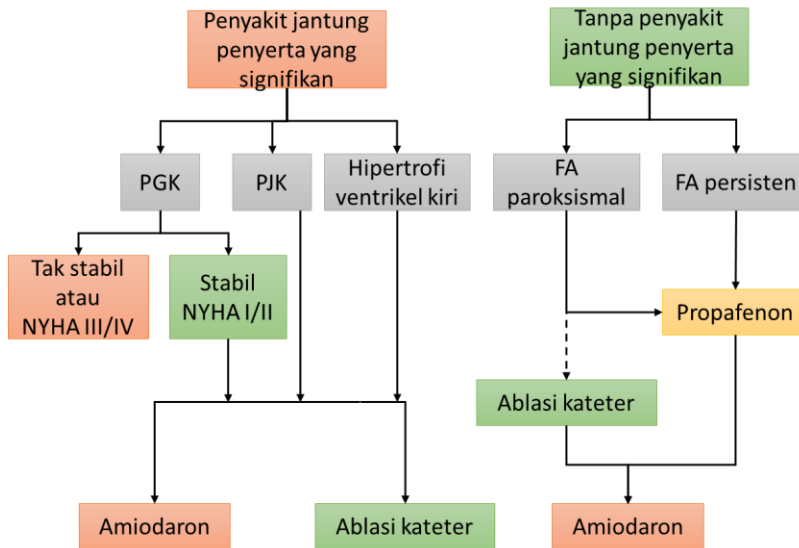 Penyakit jantung
penyerta yang
signifikan
Tanpa penyakit
jantung penyerta
yang signifikan
PGK
PJK
Hipertrofi
ventrikel kiri
FA
paroksismal
FA persisten
Tak stabil
atau
NYHA III/IV
Stabil
NYHA I/II
Propafenon
Ablasi kateter
Amiodaron
Ablasi kateter
Amiodaron